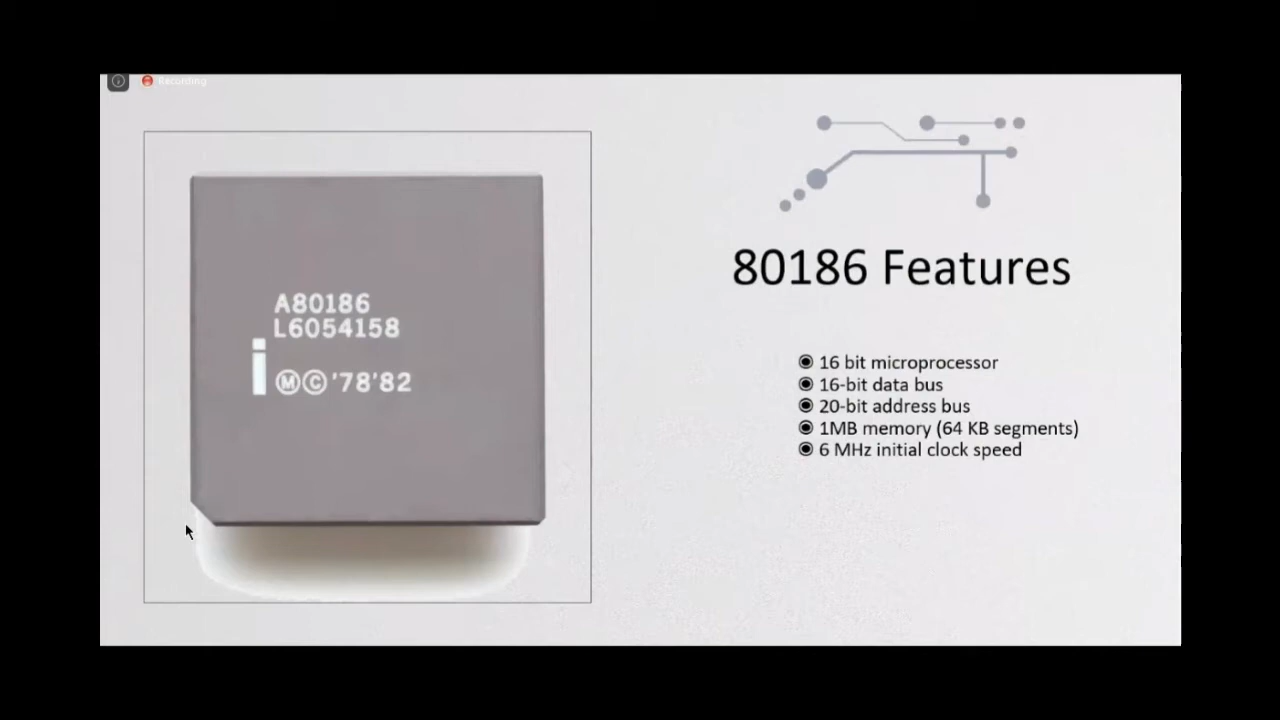 Recording
A80186
L6054158
i
ⓂⒸ '78'82
80186 Features
16 bit microprocessor
16-bit data bus
20-bit address bus
1MB memory (64 KB segments)
6 MHz initial clock speed